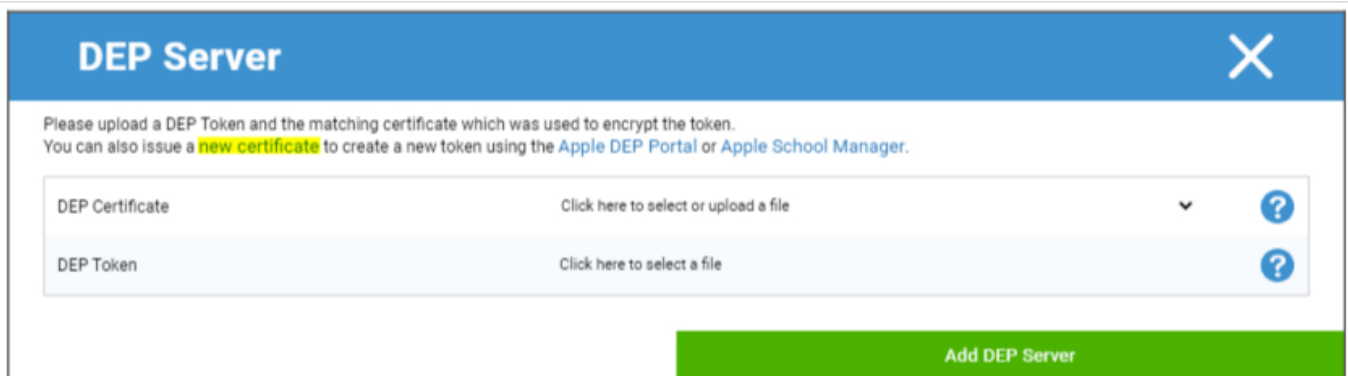 DEP Server
Please upload a DEP Token and the matching certificate which was used to encrypt the token.
You can also issue a new certificate to create a new token using the Apple DEP Portal or Apple School Manager.
DEP Certificate Click here to select or upload a file ?
DEP Token Click here to select a file ?
Add DEP Server